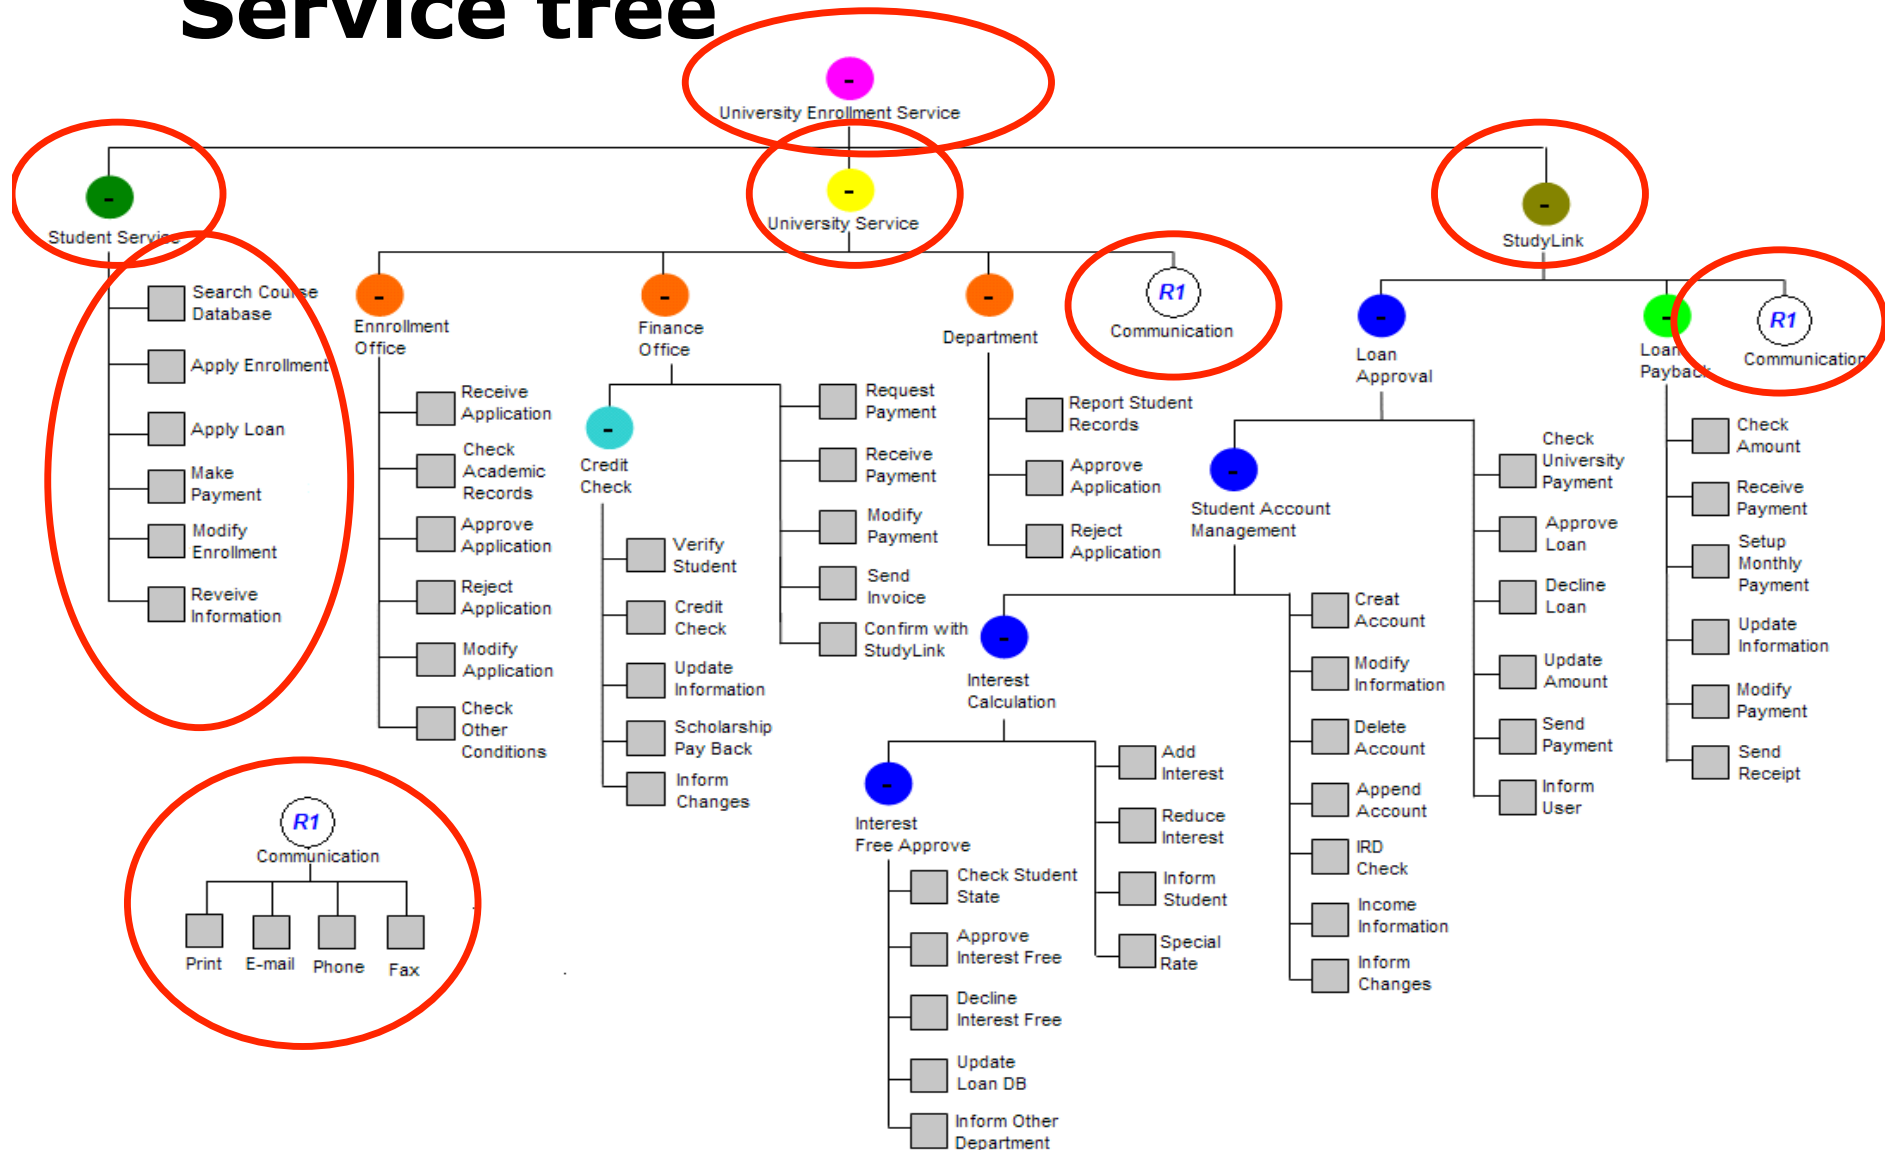 Service tree
-
University Enrollment Service
-
Student Service
-
University Service
-
StudyLink
Search Course
Database
Apply Enrollment
Apply Loan
Make
Payment
Modify
Enrollment
Reveive
Information
-
Ennrollment
Office
Receive
Application
Check
Academic
Records
Approve
Application
Reject
Application
Modify
Application
Check
Other
Conditions
-
Finance
Office
-
Credit
Check
Verify
Student
Credit
Check
Update
Information
Scholarship
Pay Back
Inform
Changes
Request
Payment
Receive
Payment
Modify
Payment
Send
Invoice
Confirm with
StudyLink
-
Department
Report Student
Records
Approve
Application
Reject
Application
R1
Communication
-
Loan
Approval
-
Student Account
Management
-
Interest
Calculation
-
Interest
Free Approve
Check Student
State
Approve
Interest Free
Decline
Interest Free
Update
Loan DB
Inform Other
Department
Add
Interest
Reduce
Interest
Inform
Student
Special
Rate
Creat
Account
Modify
Information
Delete
Account
Append
Account
IRD
Check
Income
Information
Inform
Changes
Check
University
Payment
Approve
Loan
Decline
Loan
Update
Amount
Send
Payment
Inform
User
-
Loan
Payback
Check
Amount
Receive
Payment
Setup
Monthly
Payment
Update
Information
Modify
Payment
Send
Receipt
R1
Communication
R1
Communication
Print
E-mail
Phone
Fax